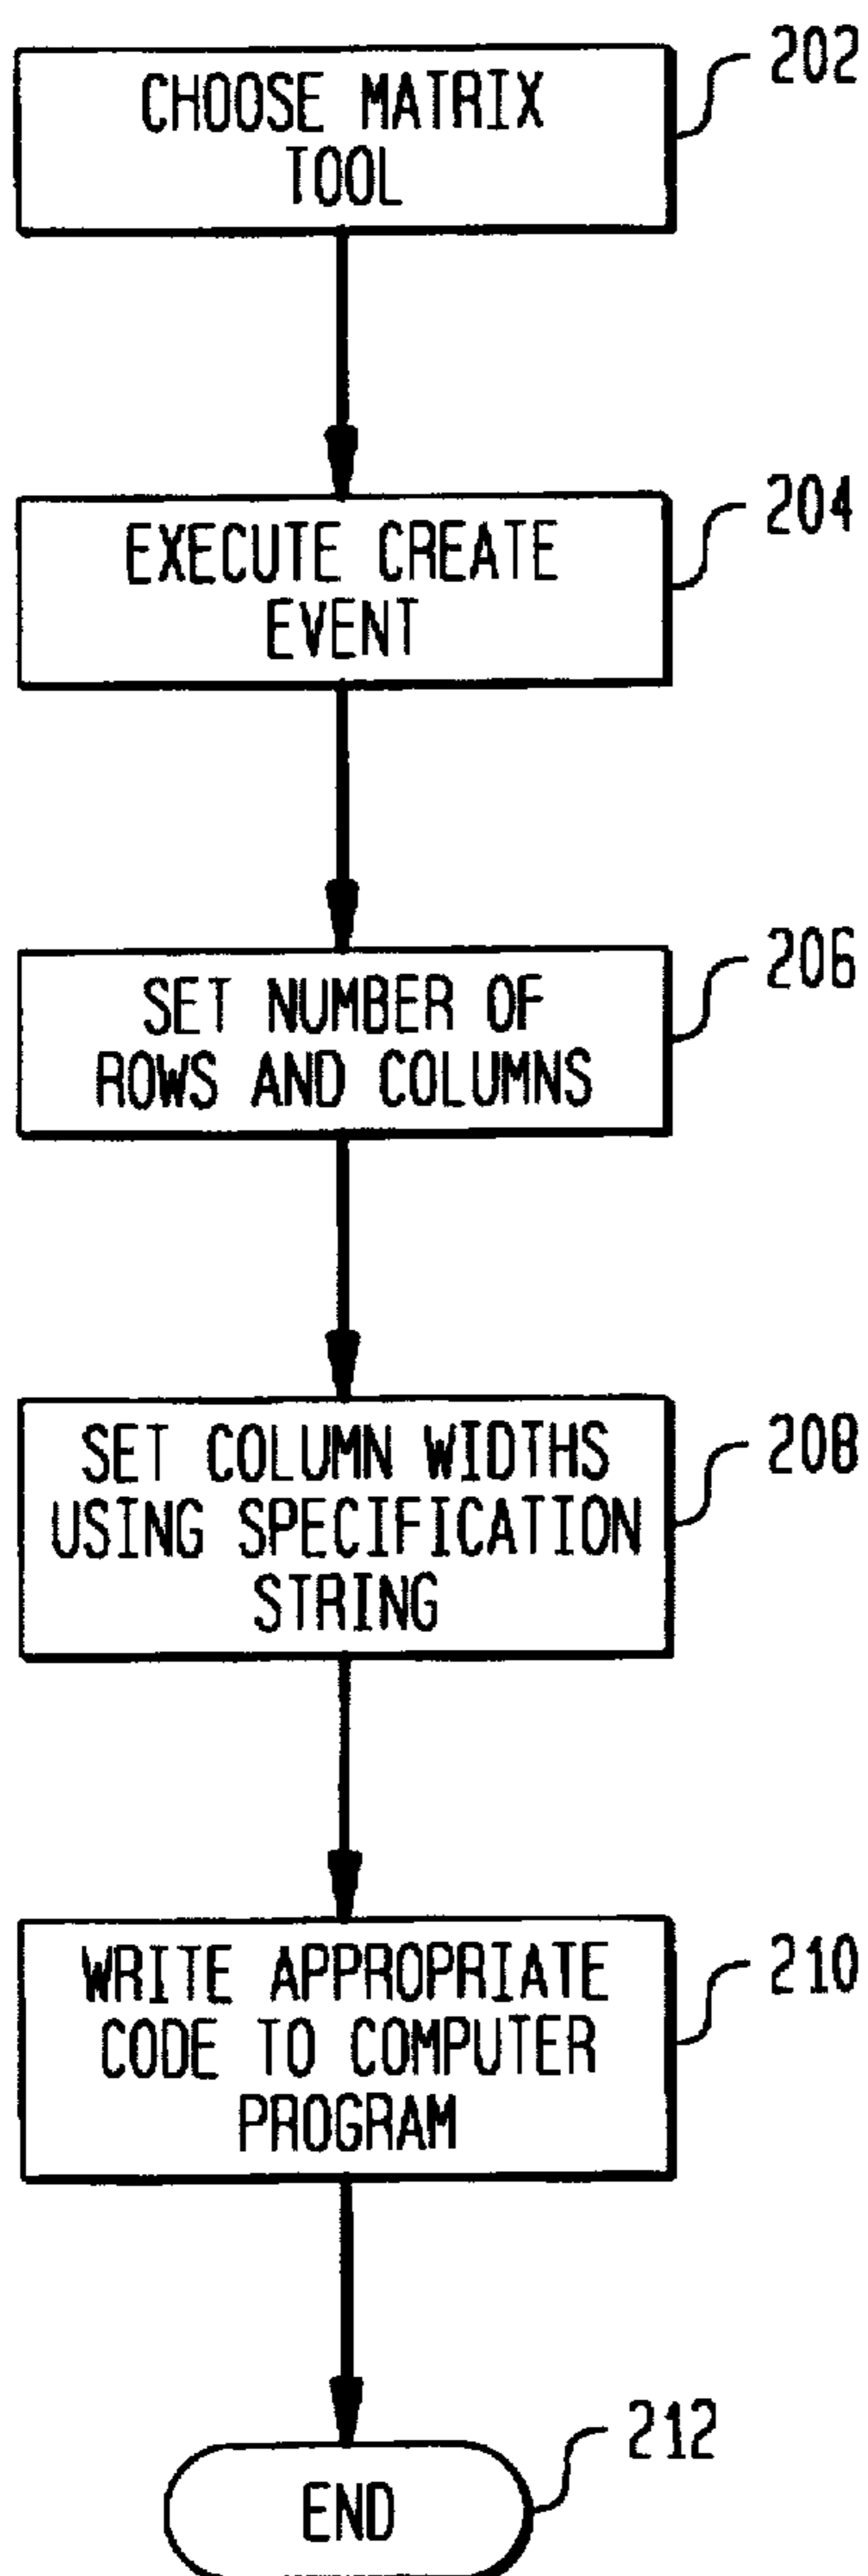 202
CHOOSE MATRIX
TOOL
204
EXECUTE CREATE
EVENT
206
SET NUMBER OF
ROWS AND COLUMNS
208
SET COLUMN WIDTHS
USING SPECIFICATION
STRING
210
WRITE APPROPRIATE
CODE TO COMPUTER
PROGRAM
212
END